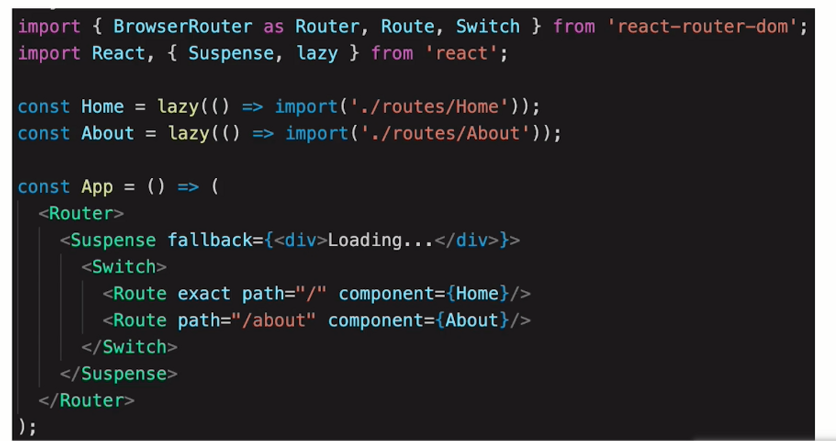 import { BrowserRouter as Router, Route, Switch } from 'react-router-dom';
import React, { Suspense, lazy } from 'react';
const Home = lazy(() => import('./routes/Home'));
const About = lazy(() => import('./routes/About'));
const App = () => (
<Router>
<Suspense fallback={<div>Loading...</div>}>
<Switch>
<Route exact path="/" component={Home}/>
<Route path="/about" component={About}/>
</Switch>
</Suspense>
</Router>
);